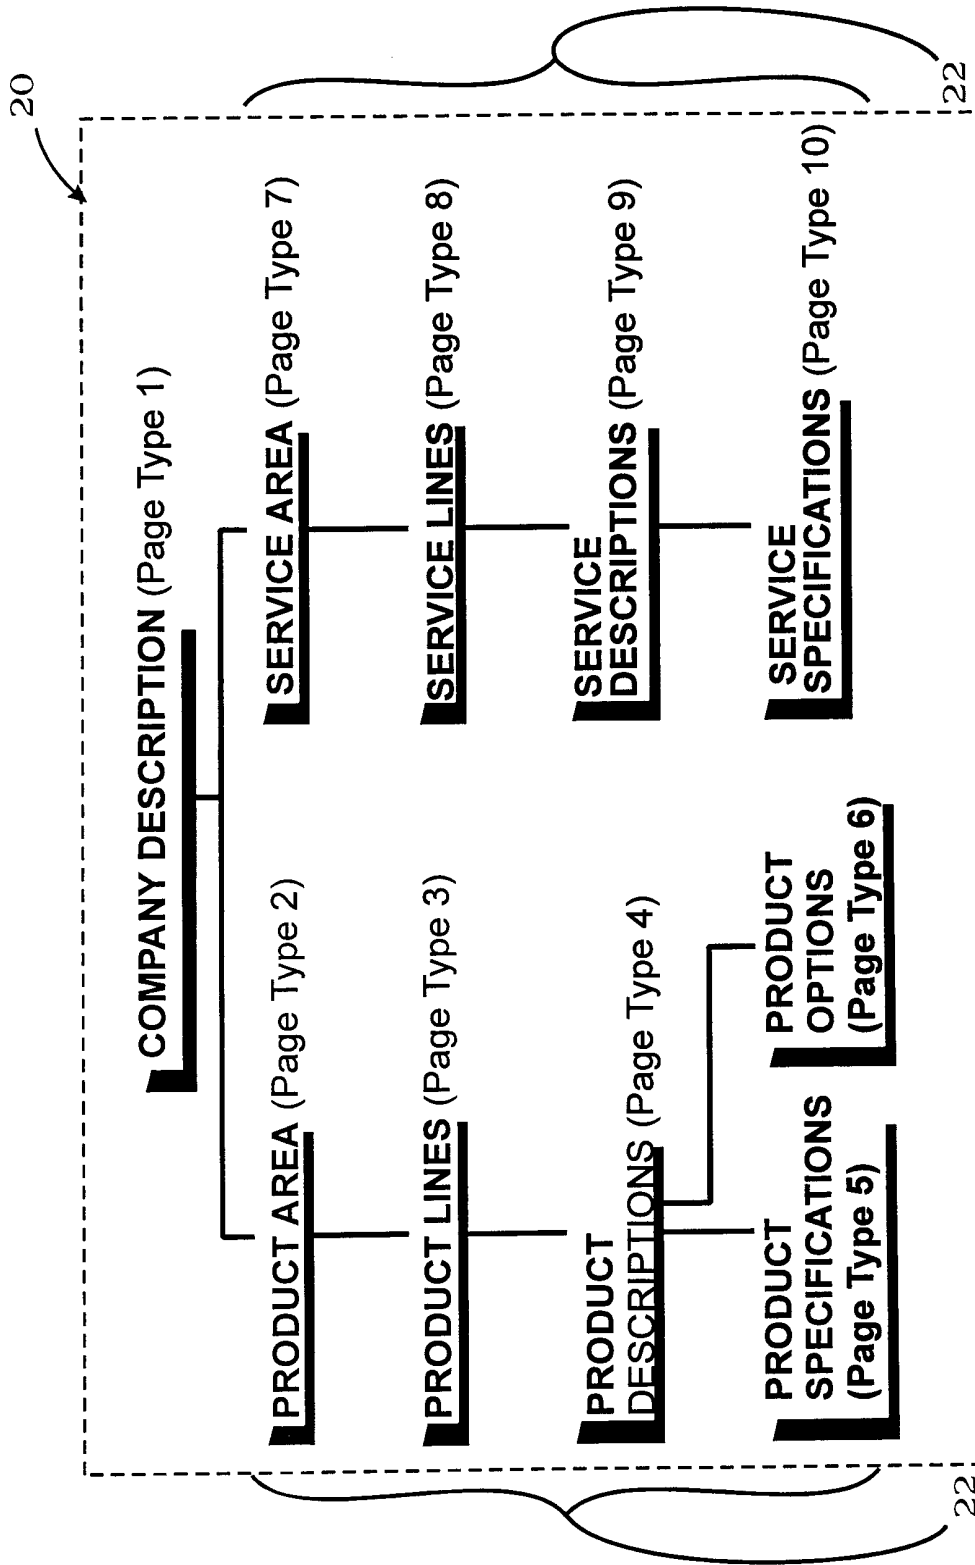 20
COMPANY DESCRIPTION (Page Type 1)
PRODUCT AREA (Page Type 2)
SERVICE AREA (Page Type 7)
PRODUCT LINES (Page Type 3)
SERVICE LINES (Page Type 8)
PRODUCT
DESCRIPTIONS (Page Type 4)
SERVICE
DESCRIPTIONS (Page Type 9)
PRODUCT
SPECIFICATIONS
(Page Type 5)
PRODUCT
OPTIONS
(Page Type 6)
SERVICE
SPECIFICATIONS (Page Type 10)
22
22